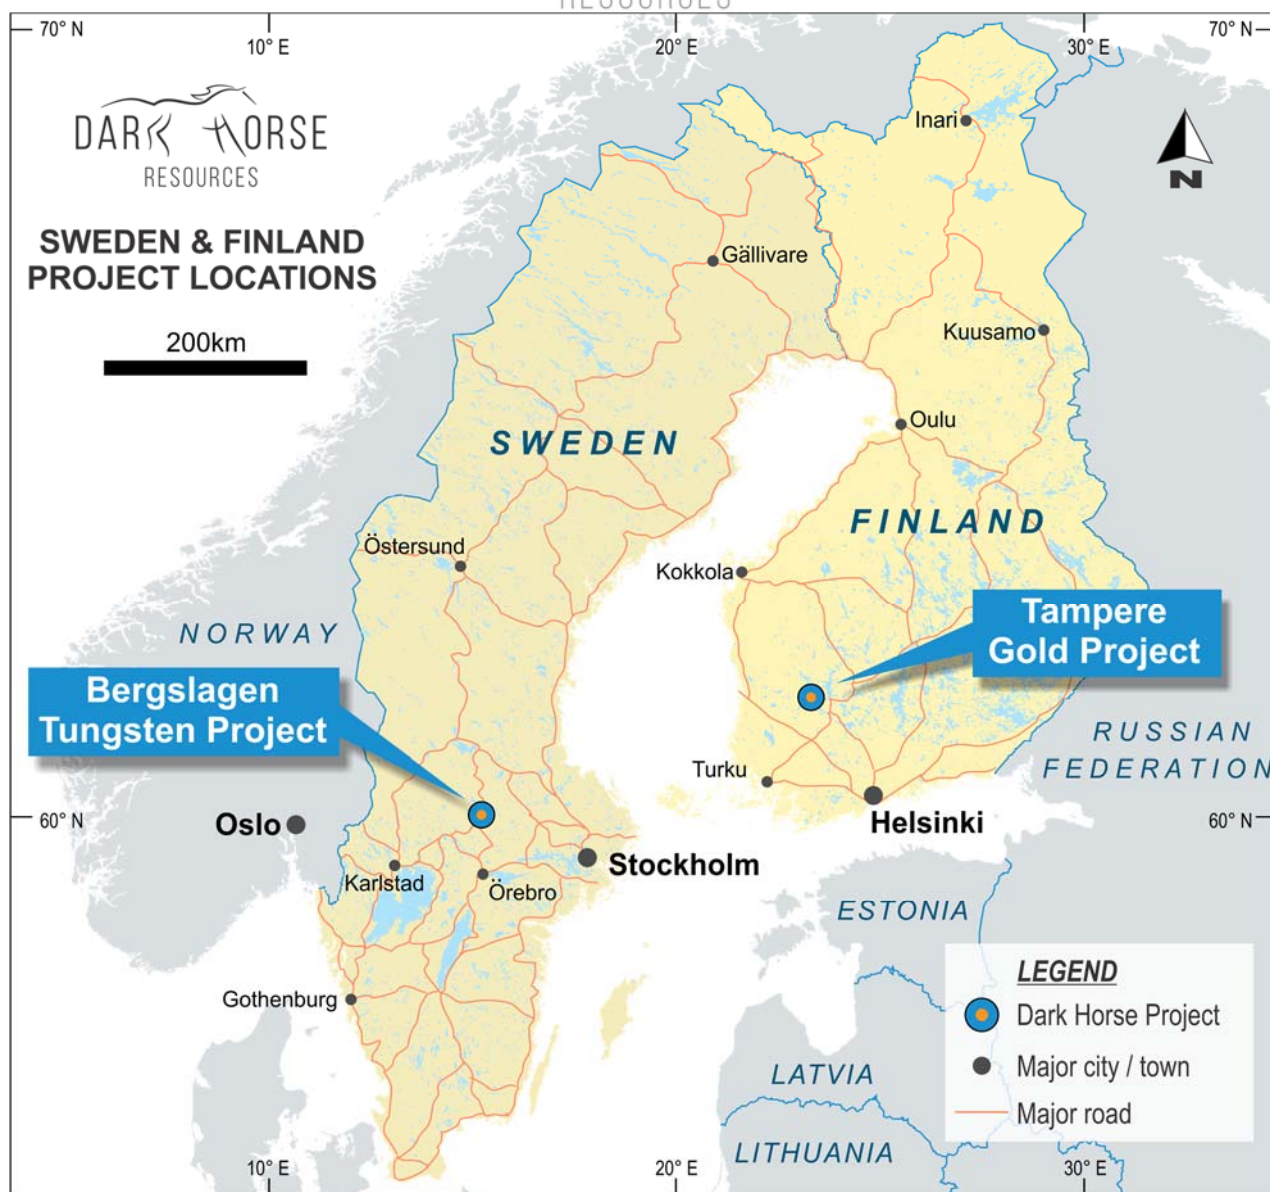 RESOURCES
70° N
10° E
20° E
30° E
70° N
DARK HORSE
RESOURCES
SWEDEN & FINLAND
PROJECT LOCATIONS
200km
Inari
N
Gällivare
Kuusamo
Oulu
SWEDEN
FINLAND
Östersund
Kokkola
NORWAY
Tampere
Gold Project
Bergslagen
Tungsten Project
RUSSIAN
FEDERATION
Turku
60° N
Oslo
Helsinki
60° N
Stockholm
Karlstad
Örebro
ESTONIA
Gothenburg
LEGEND
Dark Horse Project
Major city / town
Major road
LATVIA
LITHUANIA
10° E
20° E
30° E